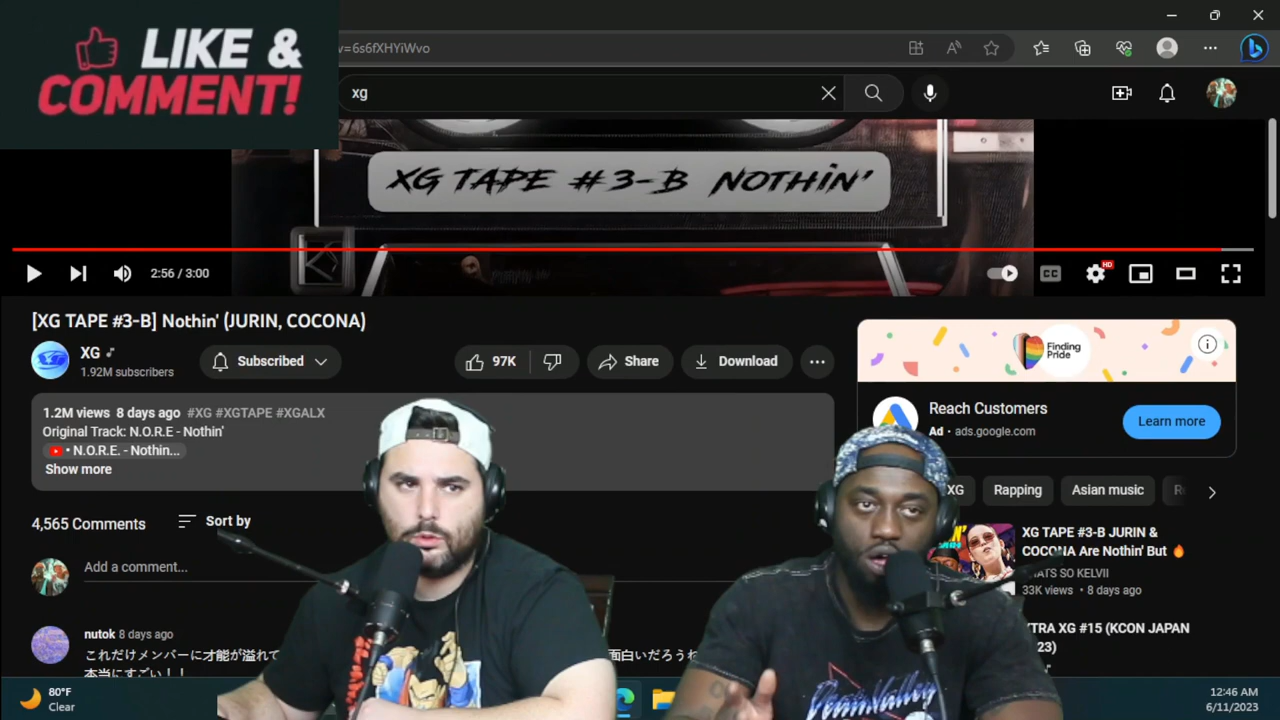 LIKE &
COMMENT!
v=6s6fXHYiWvo
xg
XG TAPE #3-B NOTHIN'
2:56 / 3:00
CC
HD
[XG TAPE #3-B] Nothin' (JURIN, COCONA)
XG
1.92M subscribers
Subscribed
97K
Share
Download
Finding
Pride
Reach Customers
Ad • ads.google.com
Learn more
1.2M views 8 days ago #XG #XGTAPE #XGALX
Original Track: N.O.R.E - Nothin'
• N.O.R.E. - Nothin...
Show more
XG
Rapping
Asian music
4,565 Comments
Sort by
Add a comment...
XG TAPE #3-B JURIN &
COCONA Are Nothin' But
SO KELVII
33K views • 8 days ago
XG #15 (KCON JAPAN
nutok 8 days ago
これだけメンバーに才能が溢れて
面白いだろう
本当にすごい！！
80°F
Clear
12:46 AM
6/11/2023